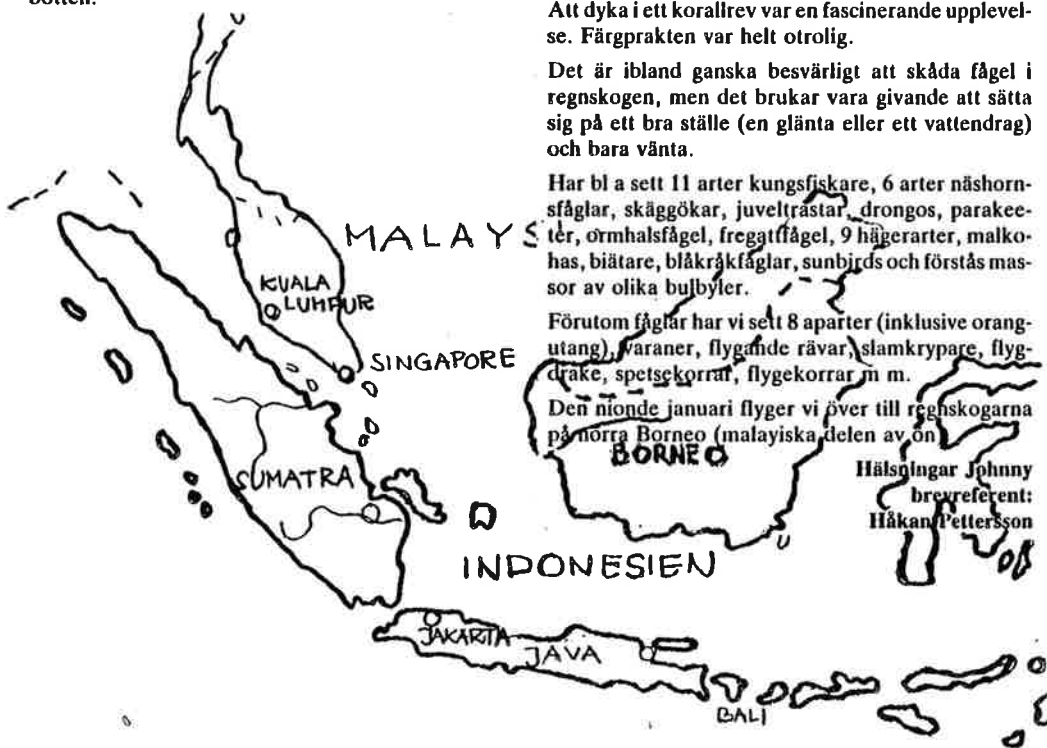 botten.
Att dyka i ett korallrev var en fascinerande upplevel-
se. Färgprakten var helt otrolig.
Det är ibland ganska besvärligt att skåda fågel i
regnskogen, men det brukar vara givande att sätta
sig på ett bra ställe (en glänta eller ett vattendrag)
och bara vänta.
Har bl a sett 11 arter kungsfiskare, 6 arter näshorn-
sfåglar, skäggökar, juveltrastar, drongos, parakee-
ter, ormhalsfågel, fregattfågel, 9 hägerarter, malko-
has, biätare, blåkråkfåglar, sunbirds och förstås mas-
sor av olika bulbyler.
Förutom fåglar har vi sett 8 aparter (inklusive orang-
utang), varaner, flygande rävar, slamkrypare, flyg-
drake, spetsekorrar, flygekorrar m m.
Den nionde januari flyger vi över till regnskogarna
på norra Borneo (malayiska delen av ön)
Hälsningar Johnny
brevreferent:
Håkan Pettersson
MALAYS
KUALA
LUMPUR
SINGAPORE
BORNEO
SUMATRA
INDONESIEN
JAKARTA
JAVA
BALI